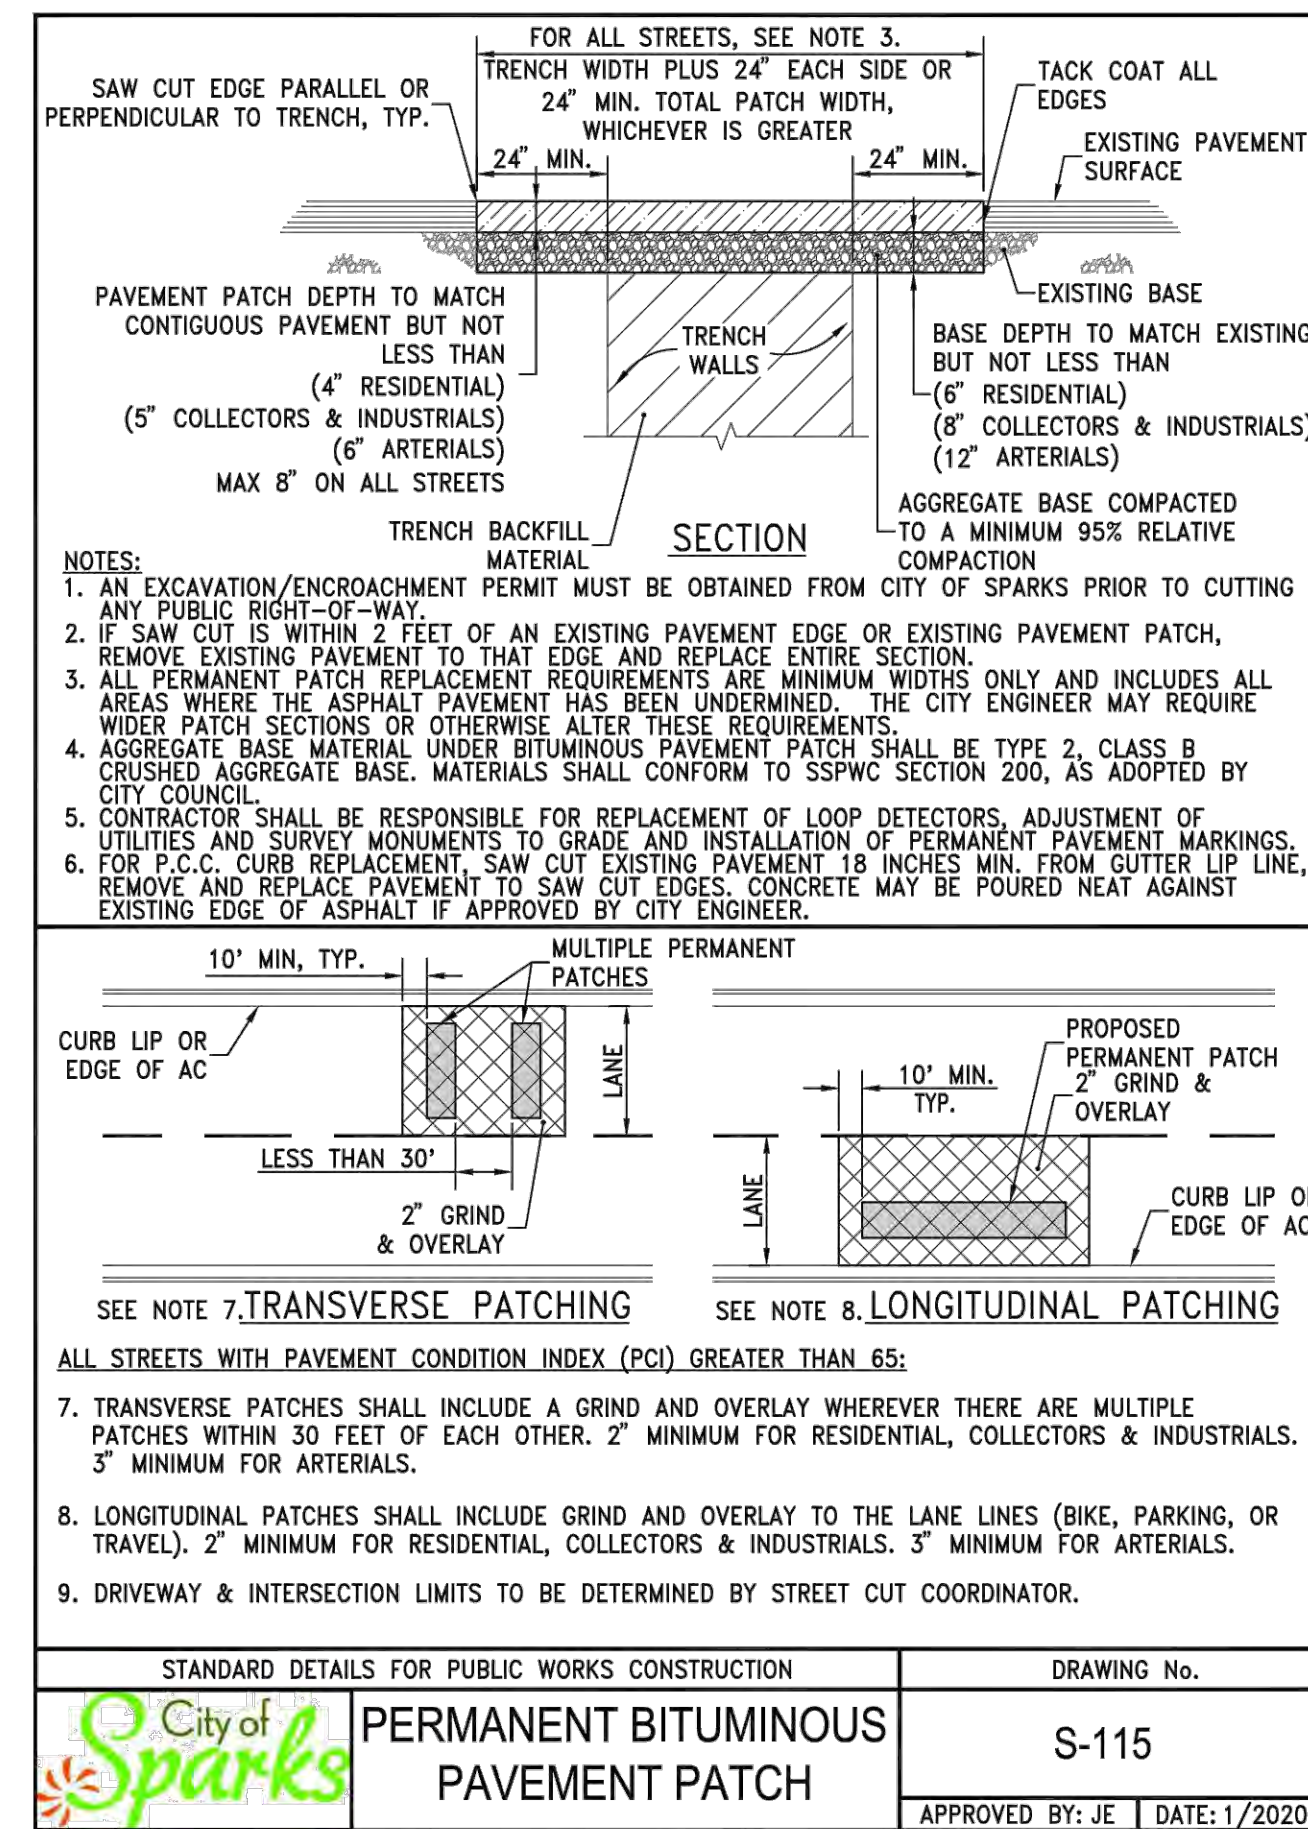 FOR ALL STREETS, SEE NOTE 3.
TRENCH WIDTH PLUS 24" EACH SIDE OR
24" MIN. TOTAL PATCH WIDTH,
WHICHEVER IS GREATER
SAW CUT EDGE PARALLEL OR
PERPENDICULAR TO TRENCH, TYP.
TACK COAT ALL
EDGES
EXISTING PAVEMENT
SURFACE
24" MIN.
24" MIN.
EXISTING BASE
PAVEMENT PATCH DEPTH TO MATCH
CONTIGUOUS PAVEMENT BUT NOT
LESS THAN
(4" RESIDENTIAL)
(5" COLLECTORS & INDUSTRIALS)
(6" ARTERIALS)
MAX 8" ON ALL STREETS
TRENCH
WALLS
BASE DEPTH TO MATCH EXISTING
BUT NOT LESS THAN
(6" RESIDENTIAL)
(8" COLLECTORS & INDUSTRIALS)
(12" ARTERIALS)
AGGREGATE BASE COMPACTED
TO A MINIMUM 95% RELATIVE
COMPACTION
TRENCH BACKFILL
MATERIAL
SECTION
NOTES:
1. AN EXCAVATION/ENCROACHMENT PERMIT MUST BE OBTAINED FROM CITY OF SPARKS PRIOR TO CUTTING
ANY PUBLIC RIGHT-OF-WAY.
2. IF SAW CUT IS WITHIN 2 FEET OF AN EXISTING PAVEMENT EDGE OR EXISTING PAVEMENT PATCH,
REMOVE EXISTING PAVEMENT TO THAT EDGE AND REPLACE ENTIRE SECTION.
3. ALL PERMANENT PATCH REPLACEMENT REQUIREMENTS ARE MINIMUM WIDTHS ONLY AND INCLUDES ALL
AREAS WHERE THE ASPHALT PAVEMENT HAS BEEN UNDERMINED. THE CITY ENGINEER MAY REQUIRE
WIDER PATCH SECTIONS OR OTHERWISE ALTER THESE REQUIREMENTS.
4. AGGREGATE BASE MATERIAL UNDER BITUMINOUS PAVEMENT PATCH SHALL BE TYPE 2, CLASS B
CRUSHED AGGREGATE BASE. MATERIALS SHALL CONFORM TO SSPWC SECTION 200, AS ADOPTED BY
CITY COUNCIL.
5. CONTRACTOR SHALL BE RESPONSIBLE FOR REPLACEMENT OF LOOP DETECTORS, ADJUSTMENT OF
UTILITIES AND SURVEY MONUMENTS TO GRADE AND INSTALLATION OF PERMANENT PAVEMENT MARKINGS.
6. FOR P.C.C. CURB REPLACEMENT, SAW CUT EXISTING PAVEMENT 18 INCHES MIN. FROM GUTTER LIP LINE,
REMOVE AND REPLACE PAVEMENT TO SAW CUT EDGES. CONCRETE MAY BE POURED NEAT AGAINST
EXISTING EDGE OF ASPHALT IF APPROVED BY CITY ENGINEER.
10' MIN, TYP.
MULTIPLE PERMANENT
PATCHES
CURB LIP OR
EDGE OF AC
LANE
LESS THAN 30'
2" GRIND
& OVERLAY
SEE NOTE 7. TRANSVERSE PATCHING
PROPOSED
PERMANENT PATCH
2" GRIND &
OVERLAY
10' MIN.
TYP.
LANE
CURB LIP
EDGE OF
SEE NOTE 8. LONGITUDINAL PATCHING
ALL STREETS WITH PAVEMENT CONDITION INDEX (PCI) GREATER THAN 65:
7. TRANSVERSE PATCHES SHALL INCLUDE A GRIND AND OVERLAY WHEREVER THERE ARE MULTIPLE
PATCHES WITHIN 30 FEET OF EACH OTHER. 2" MINIMUM FOR RESIDENTIAL, COLLECTORS & INDUSTRIALS.
3" MINIMUM FOR ARTERIALS.
8. LONGITUDINAL PATCHES SHALL INCLUDE GRIND AND OVERLAY TO THE LANE LINES (BIKE, PARKING, OR
TRAVEL). 2" MINIMUM FOR RESIDENTIAL, COLLECTORS & INDUSTRIALS. 3" MINIMUM FOR ARTERIALS.
9. DRIVEWAY & INTERSECTION LIMITS TO BE DETERMINED BY STREET CUT COORDINATOR.
STANDARD DETAILS FOR PUBLIC WORKS CONSTRUCTION
DRAWING No.
City of
Sparks
PERMANENT BITUMINOUS
PAVEMENT PATCH
S-115
APPROVED BY: JE
DATE: 1/2020